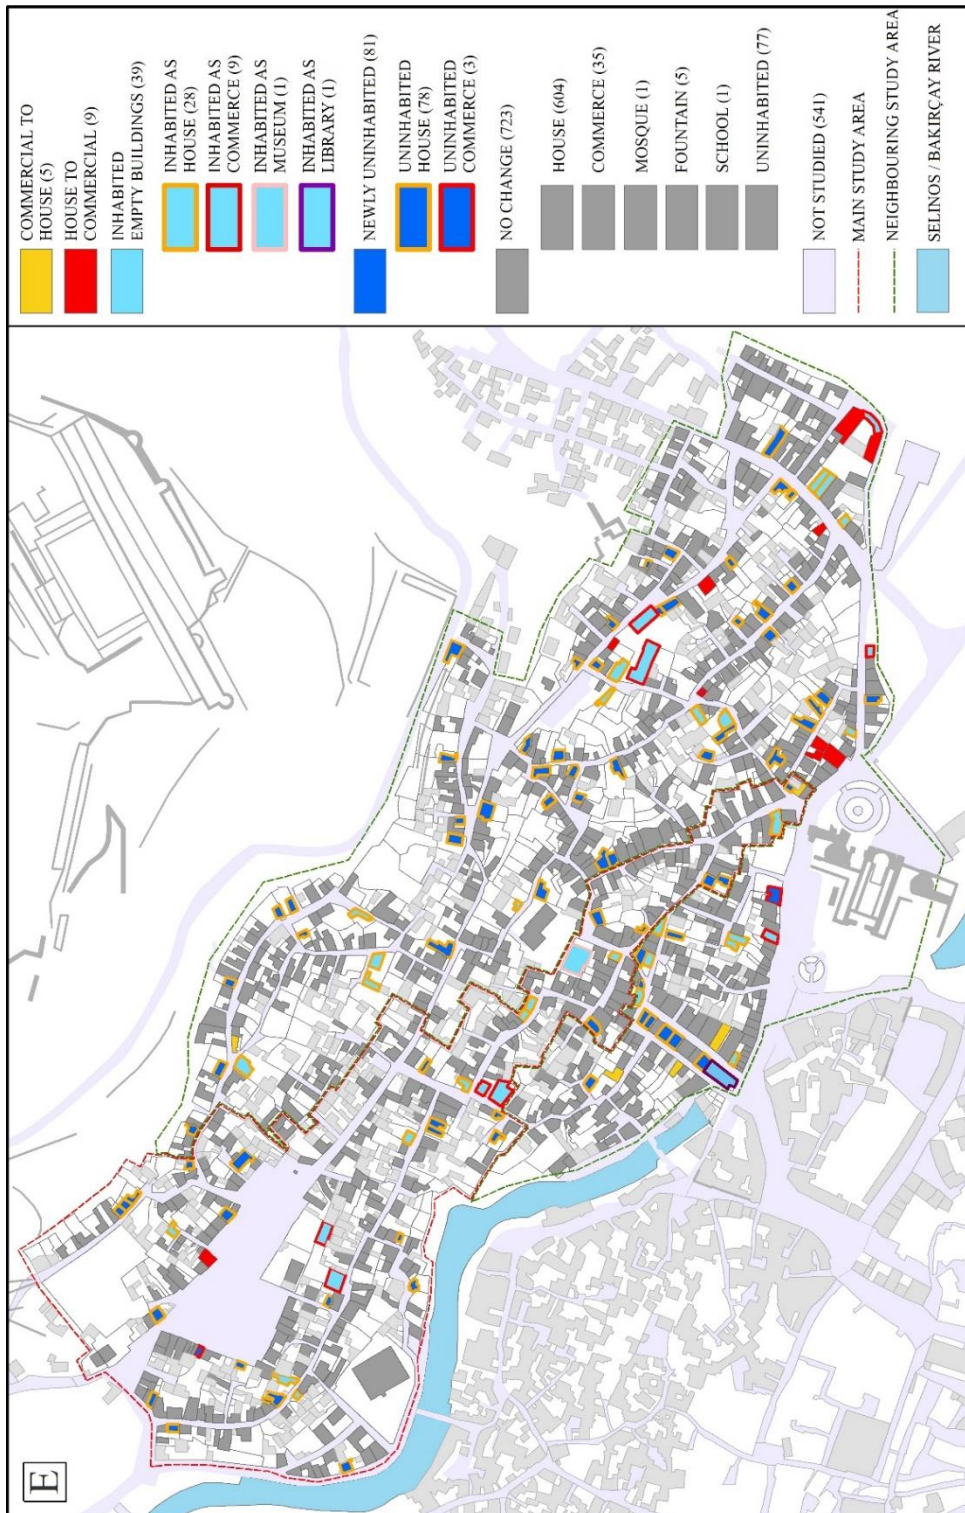 COMMERCIAL TO
HOUSE (5)
HOUSE TO
COMMERCIAL (9)
INHABITED
EMPTY BUILDINGS (39)
INHABITED AS
HOUSE (28)
INHABITED AS
COMMERCE (9)
INHABITED AS
MUSEUM (1)
INHABITED AS
LIBRARY (1)
NEWLY UNINHABITED (81)
UNINHABITED
HOUSE (78)
UNINHABITED
COMMERCE (3)
NO CHANGE (723)
HOUSE (604)
COMMERCE (35)
MOSQUE (1)
FOUNTAIN (5)
SCHOOL (1)
UNINHABITED (77)
NOT STUDIED (541)
MAIN STUDY AREA
NEIGHBOURING STUDY AREA
SELINOS / BAKIRÇAY RIVER
E